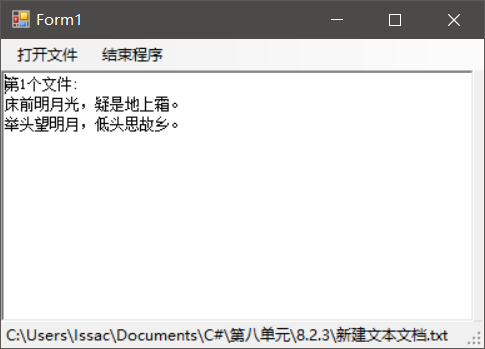 Form1
打开文件 结束程序
第1个文件:
床前明月光，疑是地上霜。
举头望明月，低头思故乡。
C:\Users\Issac\Documents\C#\第八单元\8.2.3\新建文本文档.txt